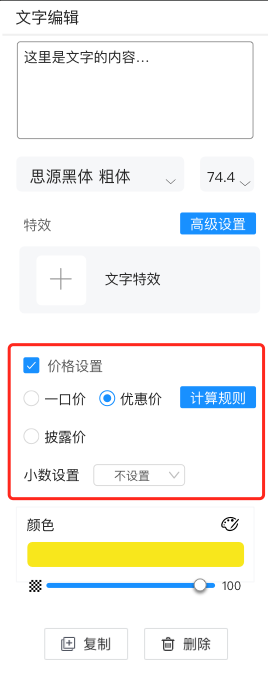 文字编辑
这里是文字的内容...
思源黑体 粗体 74.4
特效 高级设置
文字特效
价格设置
一口价 优惠价 计算规则
披露价
小数设置 不设置
颜色
100
复制 删除